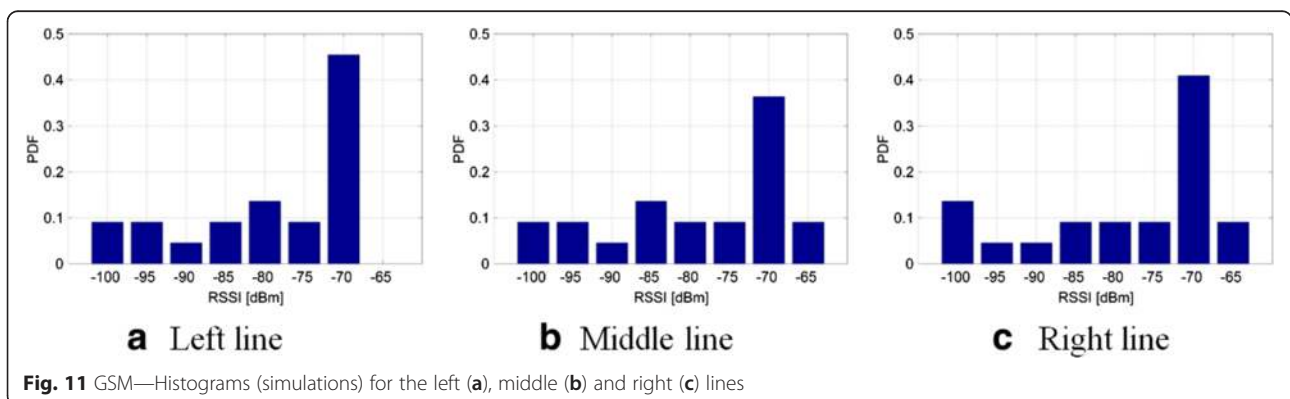 0.5
0.4
0.3
0.2
0.1
0
PDF
-100 -95 -90 -85 -80 -75 -70 -65
RSSI [dBm]
a Left line
0.5
0.4
0.3
0.2
0.1
0
PDF
-100 -95 -90 -85 -80 -75 -70 -65
RSSI [dBm]
b Middle line
0.5
0.4
0.3
0.2
0.1
0
PDF
-100 -95 -90 -85 -80 -75 -70 -65
RSSI [dBm]
c Right line
Fig. 11 GSM—Histograms (simulations) for the left (a), middle (b) and right (c) lines